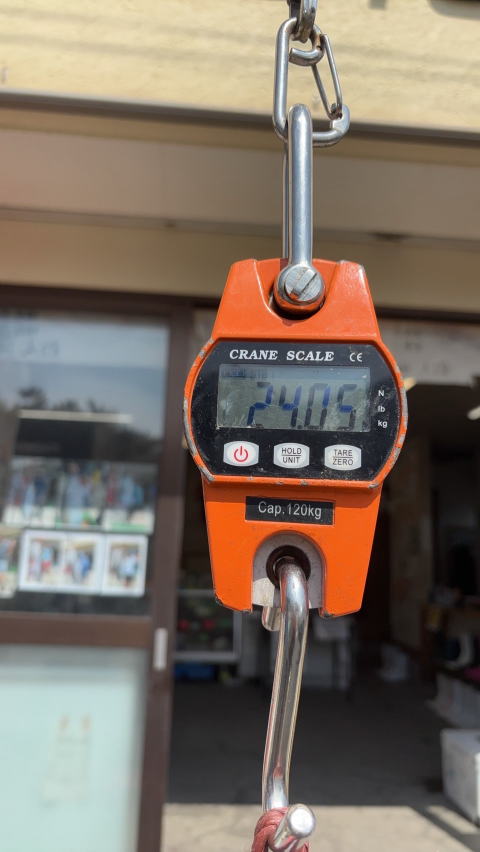 CRANE SCALE CE
24.05
N
lb
kg
HOLD
UNIT
TARE
ZERO
Cap.120kg